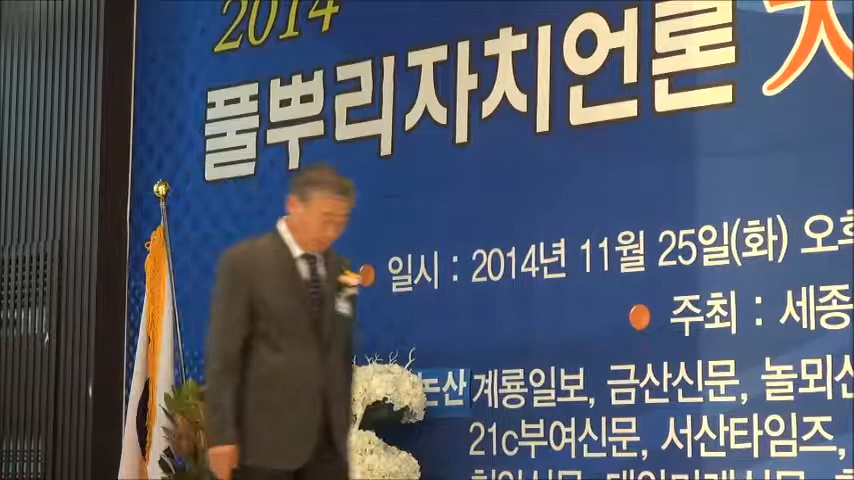 2014
풀뿌리자치언론
일시 : 2014년 11월 25일(화)
주최 : 세종
논산계룡일보, 금산신문, 놀뫼신
21c부여신문, 서산타임즈,